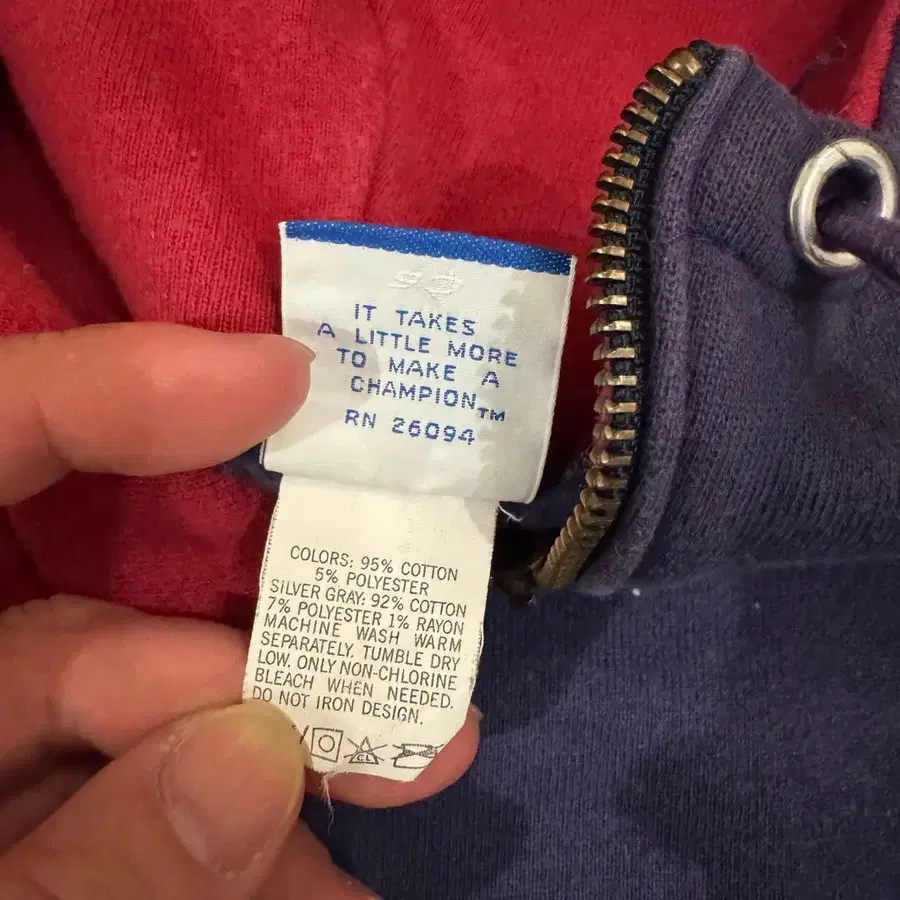 IT TAKES
A LITTLE MORE
TO MAKE A
CHAMPION™
RN 26094
COLORS: 95% COTTON
5% POLYESTER
SILVER GRAY: 92% COTTON
7% POLYESTER 1% RAYON
MACHINE WASH WARM
SEPARATELY. TUMBLE DRY
LOW. ONLY NON-CHLORINE
BLEACH WHEN NEEDED.
DO NOT IRON DESIGN.
CL